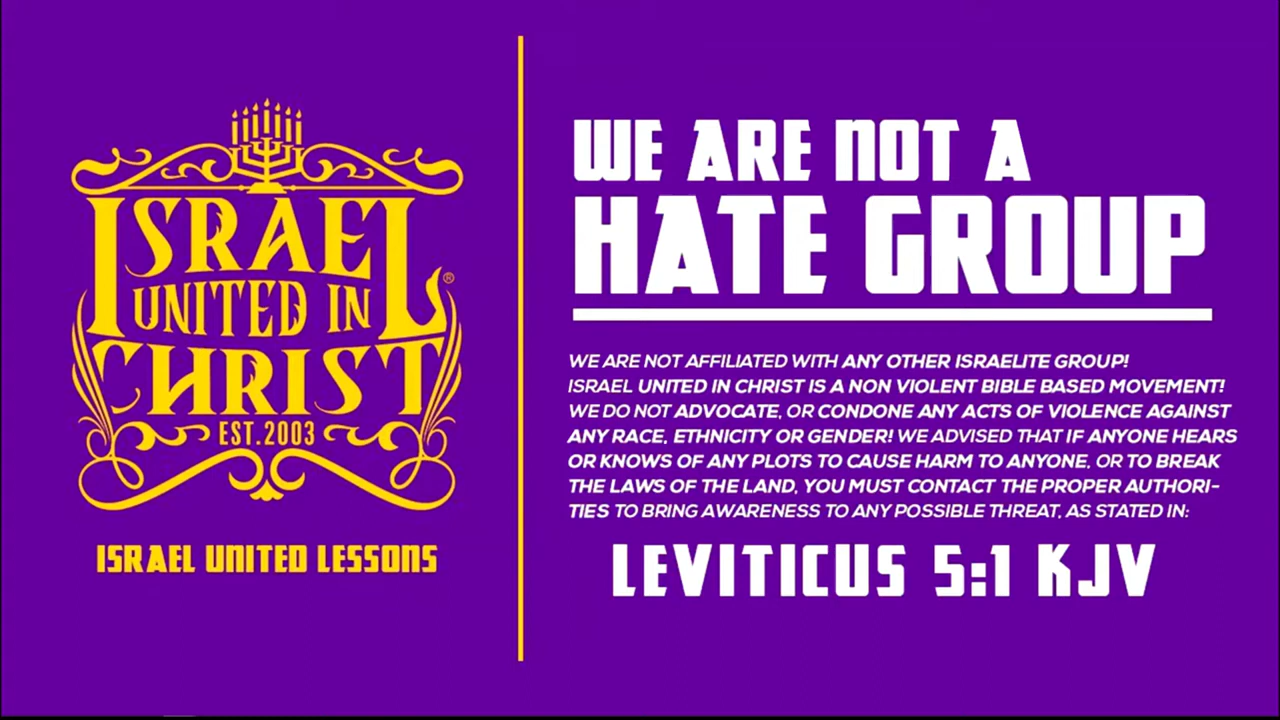 ISRAEL
UNITED IN
CHRIST
®
EST.2003
ISRAEL UNITED LESSONS
WE ARE NOT A
HATE GROUP
WE ARE NOT AFFILIATED WITH ANY OTHER ISRAELITE GROUP!
ISRAEL UNITED IN CHRIST IS A NON VIOLENT BIBLE BASED MOVEMENT!
WE DO NOT ADVOCATE, OR CONDONE ANY ACTS OF VIOLENCE AGAINST
ANY RACE, ETHNICITY OR GENDER! WE ADVISED THAT IF ANYONE HEARS
OR KNOWS OF ANY PLOTS TO CAUSE HARM TO ANYONE, OR TO BREAK
THE LAWS OF THE LAND, YOU MUST CONTACT THE PROPER AUTHORI-
TIES TO BRING AWARENESS TO ANY POSSIBLE THREAT, AS STATED IN:
LEVITICUS 5:1 KJV